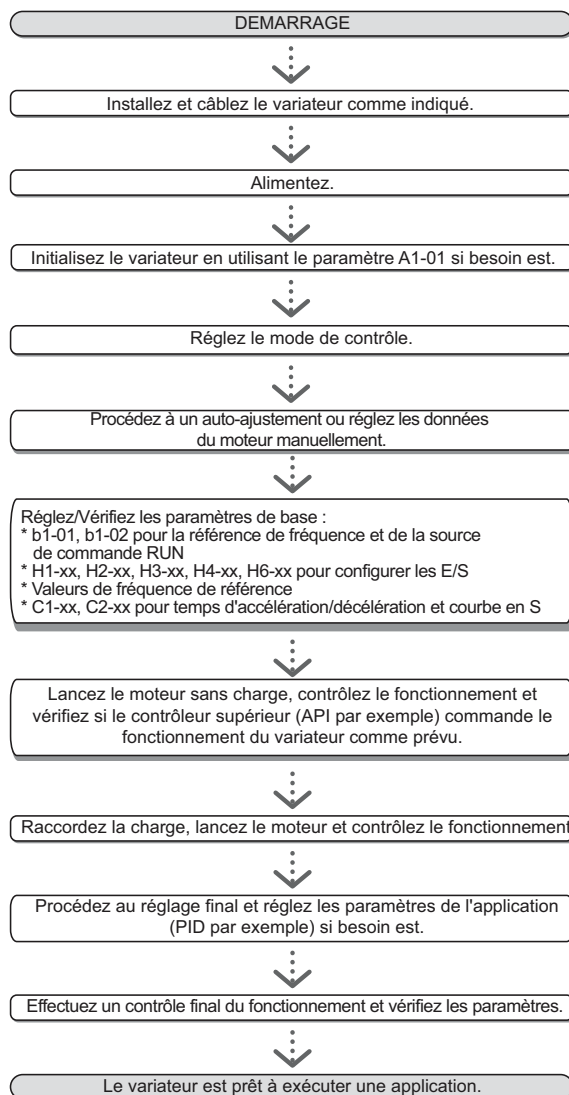 DEMARRAGE
Installez et câblez le variateur comme indiqué.
Alimentez.
Initialisez le variateur en utilisant le paramètre A1-01 si besoin est.
Réglez le mode de contrôle.
Procédez à un auto-ajustement ou réglez les données
du moteur manuellement.
Réglez/Vérifiez les paramètres de base :
* b1-01, b1-02 pour la référence de fréquence et de la source
de commande RUN
* H1-xx, H2-xx, H3-xx, H4-xx, H6-xx pour configurer les E/S
* Valeurs de fréquence de référence
* C1-xx, C2-xx pour temps d'accélération/décélération et courbe en S
Lancez le moteur sans charge, contrôlez le fonctionnement et
vérifiez si le contrôleur supérieur (API par exemple) commande le
fonctionnement du variateur comme prévu.
Raccordez la charge, lancez le moteur et contrôlez le fonctionnement
Procédez au réglage final et réglez les paramètres de l'application
(PID par exemple) si besoin est.
Effectuez un contrôle final du fonctionnement et vérifiez les paramètres.
Le variateur est prêt à exécuter une application.